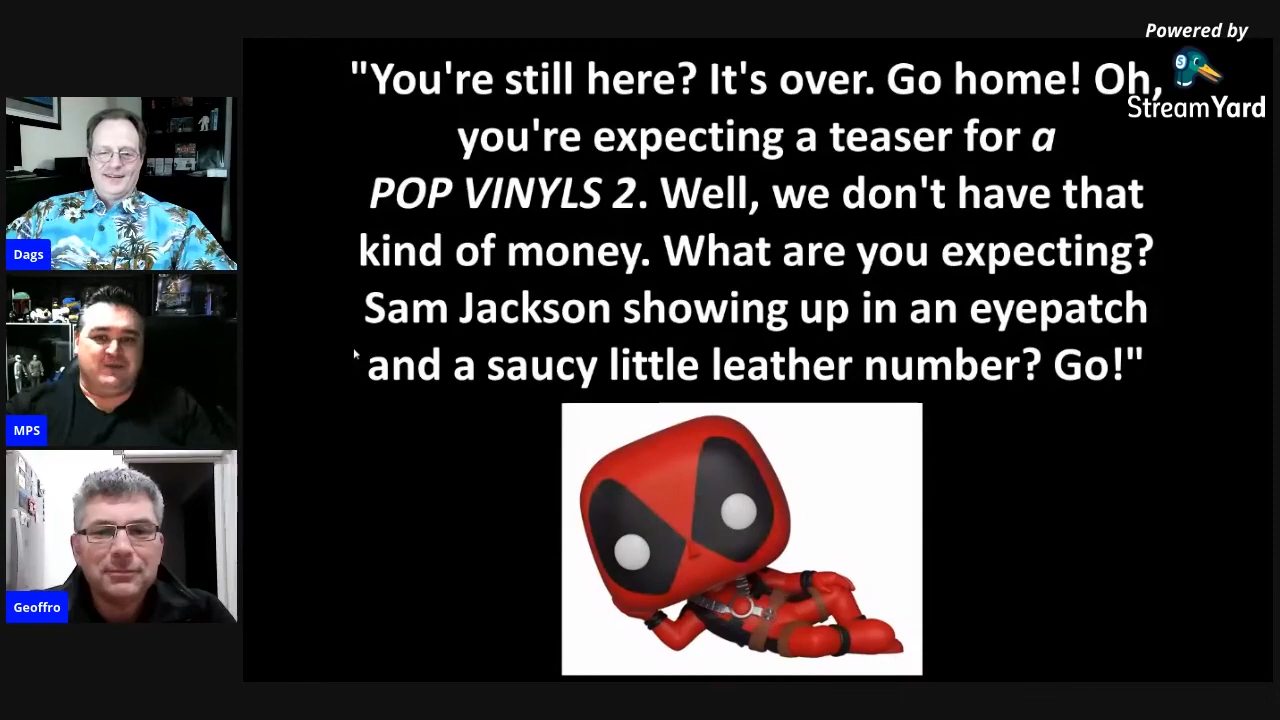 Powered by
StreamYard
"You're still here? It's over. Go home! Oh,
you're expecting a teaser for a
POP VINYLS 2. Well, we don't have that
kind of money. What are you expecting?
Sam Jackson showing up in an eyepatch
and a saucy little leather number? Go!"
Dags
MPS
Geoffro